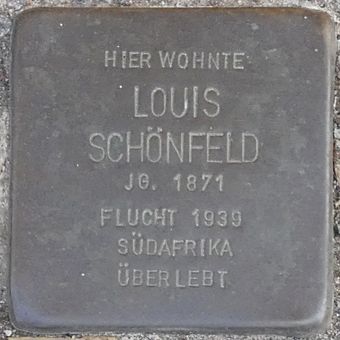 HIER WOHNTE
LOUIS
SCHÖNFELD
JG. 1871
FLUCHT 1939
SÜDAFRIKA
ÜBERLEBT